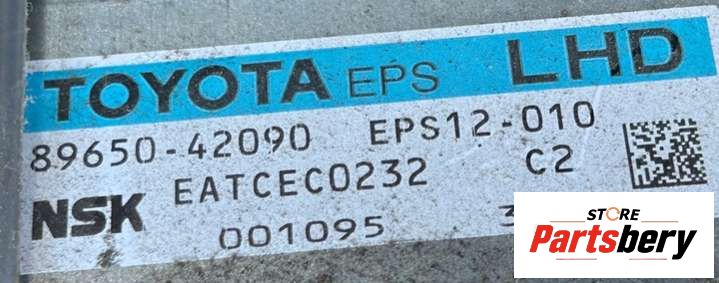 TOYOTA EPS LHD
89650-42090 EPS12-010
NSK EATCEC0232 C2
001095
STORE
Partsbery